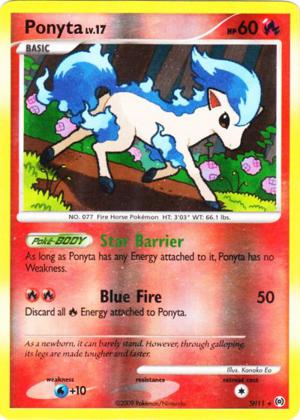 Ponyta LV.17
HP 60
BASIC
NO. 077 Fire Horse Pokémon HT: 3'03" WT: 66.1 lbs.
Poké-BODY Star Barrier
As long as Ponyta has any Energy attached to it, Ponyta has no
Weakness.
Blue Fire 50
Discard all Energy attached to Ponyta.
As a newborn, it can barely stand. However, through galloping,
its legs are made tougher and faster.
Illus. Kanako Eo
weakness resistance retreat cost
+10
©2009 Pokémon/Nintendo
SH11